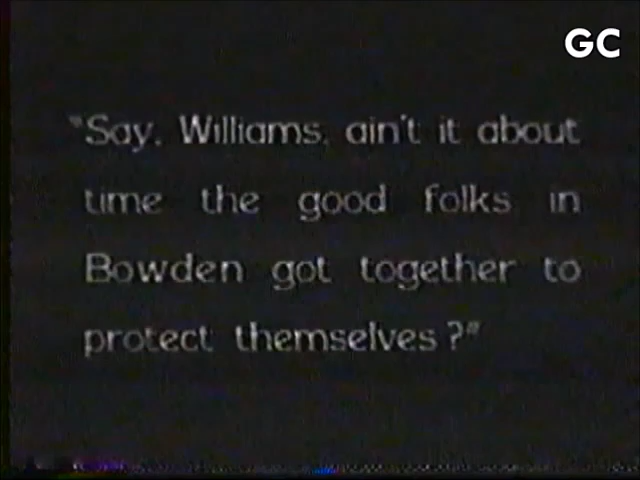 GC
"Say, Williams, ain't it about
time the good folks in
Bowden got together to
protect themselves?"